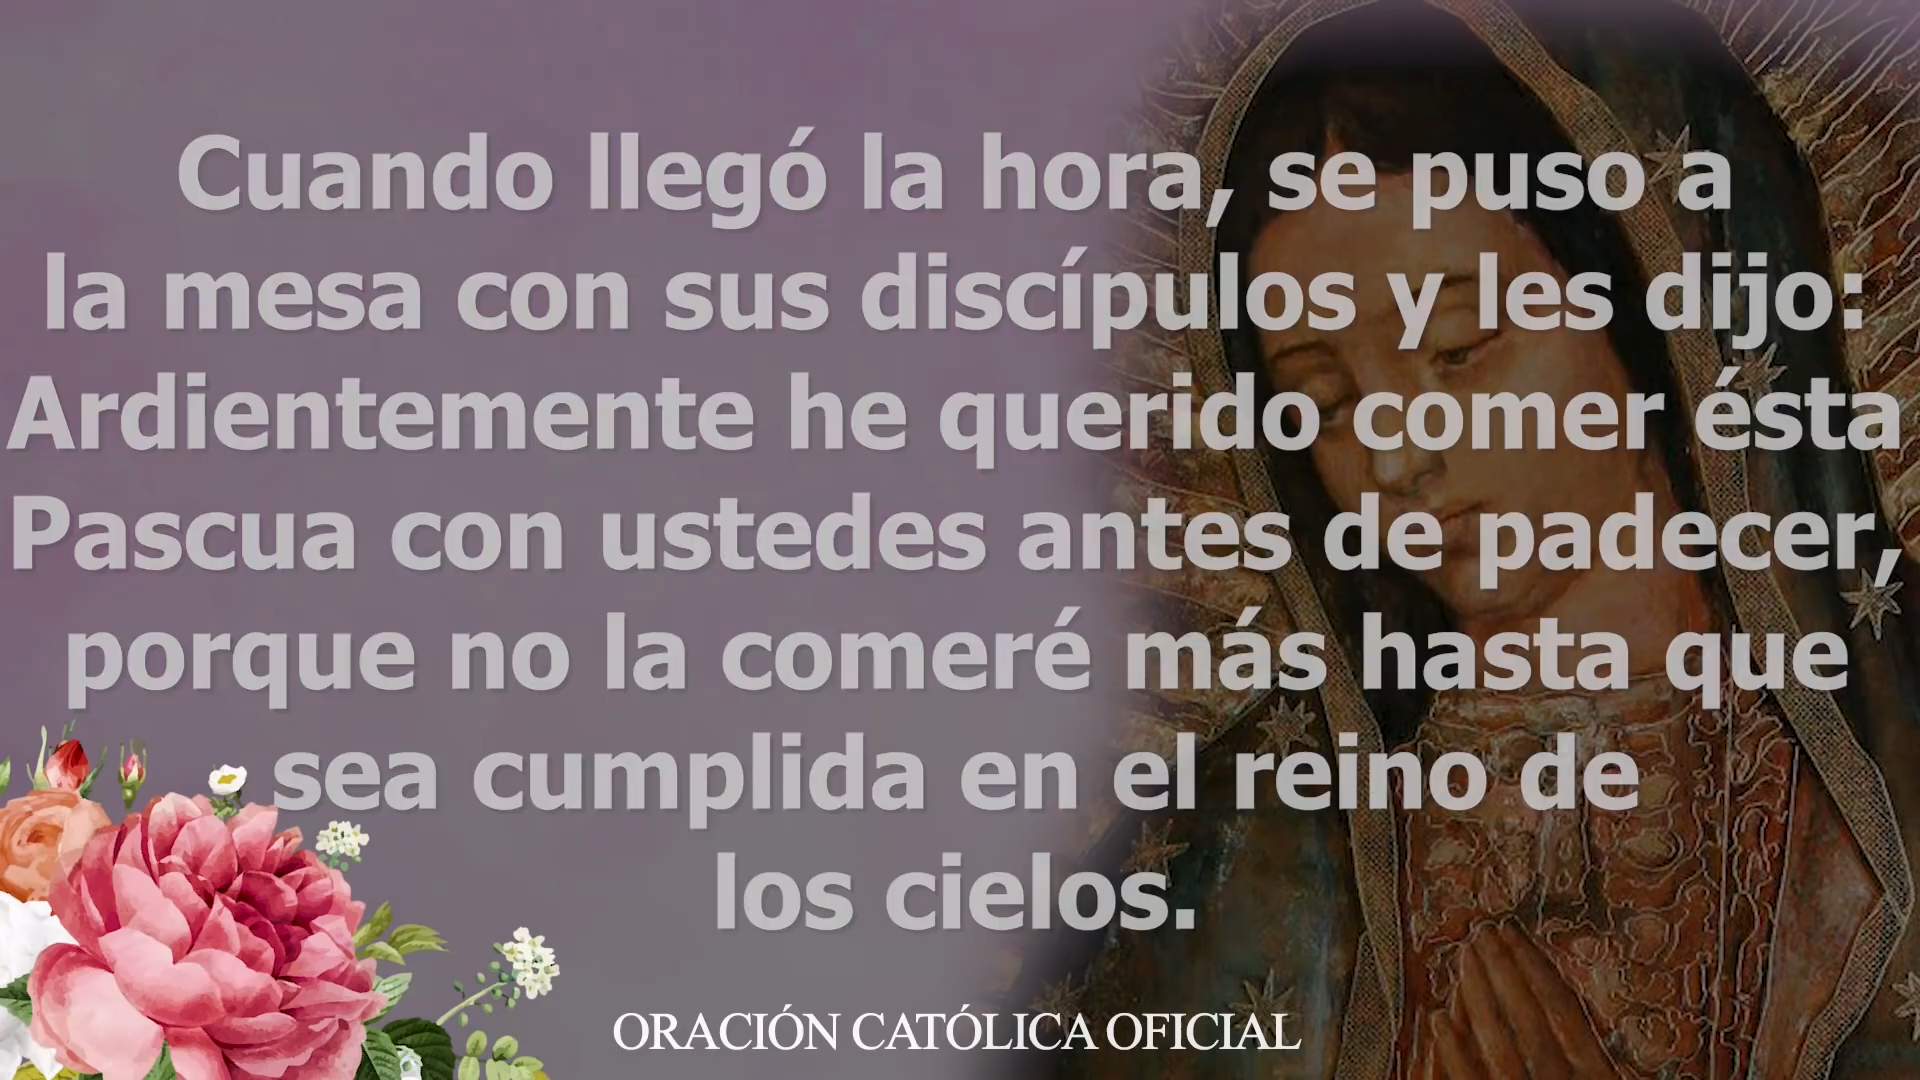 Cuando llegó la hora, se puso a
la mesa con sus discípulos y les dijo:
Ardientemente he querido comer ésta
Pascua con ustedes antes de padecer,
porque no la comeré más hasta que
sea cumplida en el reino de
los cielos.
ORACIÓN CATÓLICA OFICIAL